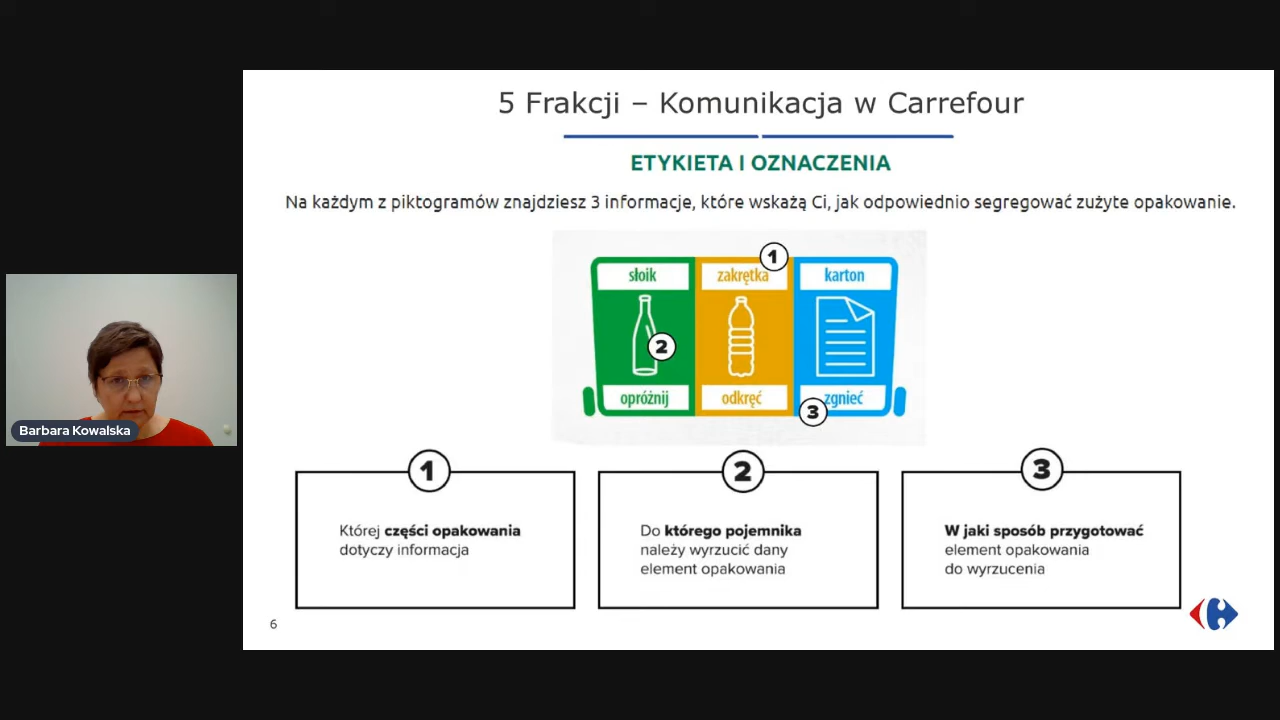 5 Frakcji – Komunikacja w Carrefour
ETYKIETA I OZNACZENIA
Na każdym z piktogramów znajdziesz 3 informacje, które wskażą Ci, jak odpowiednio segregować zużyte opakowanie.
1
słoik zakrętka karton
2
opróżnij odkręć zgnieć
3
Barbara Kowalska
1
Której części opakowania
dotyczy informacja
2
Do którego pojemnika
należy wyrzucić dany
element opakowania
3
W jaki sposób przygotować
element opakowania
do wyrzucenia
6